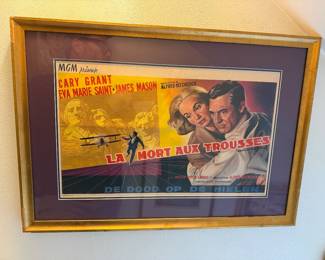 MGM
CARY GRANT
EVA MARIE SAINT - JAMES MASON
ALFRED HITCHCOCK
LA MORT AUX TROUSSES
DE DOOD OP DE HIELEN